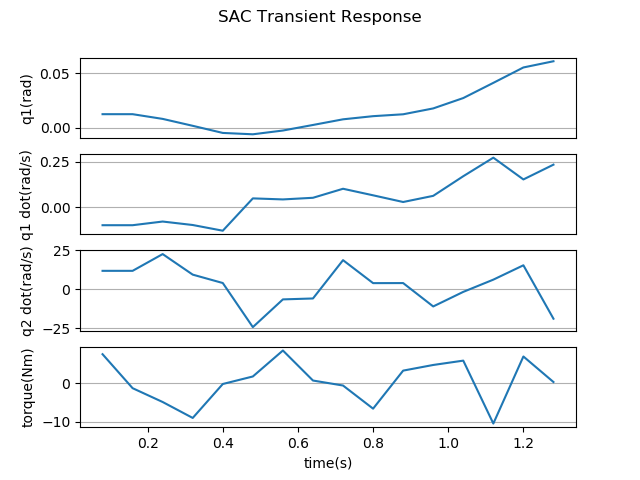 SAC Transient Response
q1(rad)
0.05
0.00
q1 dot(rad/s)
0.25
0.00
q2 dot(rad/s)
25
0
−25
torque(Nm)
0
−10
0.2 0.4 0.6 0.8 1.0 1.2
time(s)